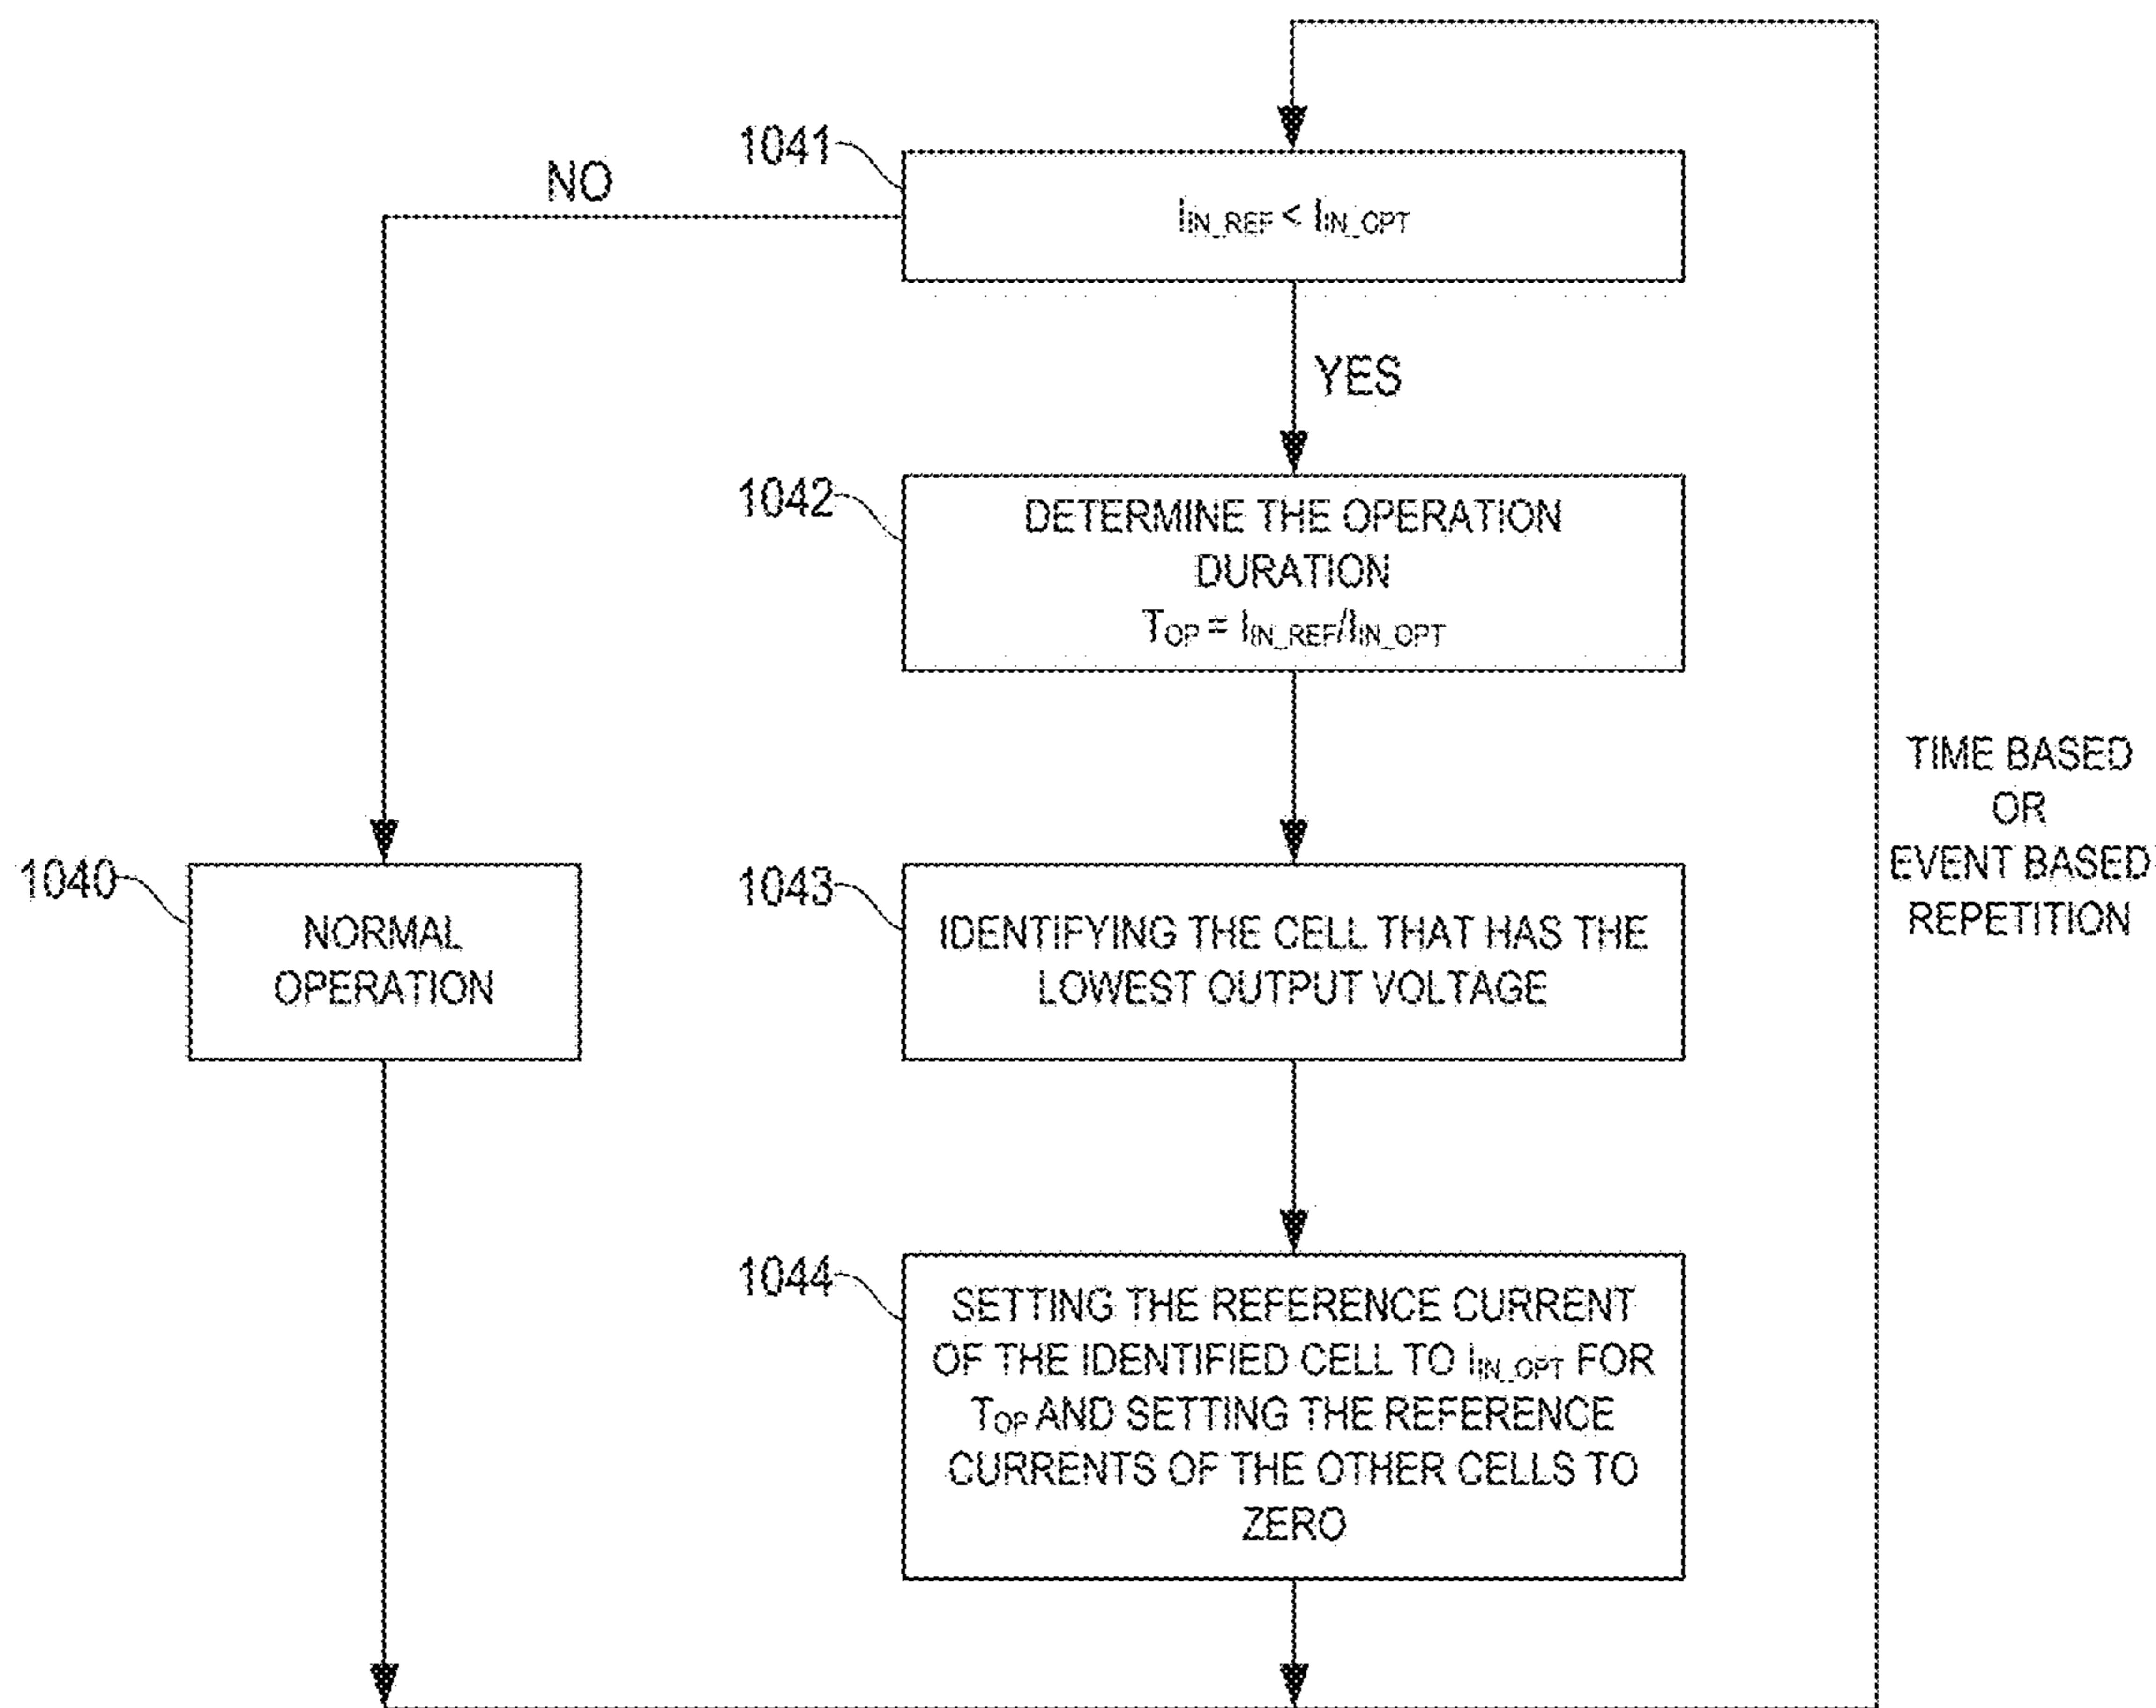 1041
NO
I_IN_REF < I_IN_OPT
YES
1042
DETERMINE THE OPERATION
DURATION
T_OP = I_IN_REF/I_IN_OPT
TIME BASED
OR
EVENT BASED
REPETITION
1040
NORMAL
OPERATION
1043
IDENTIFYING THE CELL THAT HAS THE
LOWEST OUTPUT VOLTAGE
1044
SETTING THE REFERENCE CURRENT
OF THE IDENTIFIED CELL TO I_IN_OPT FOR
T_OP AND SETTING THE REFERENCE
CURRENTS OF THE OTHER CELLS TO
ZERO